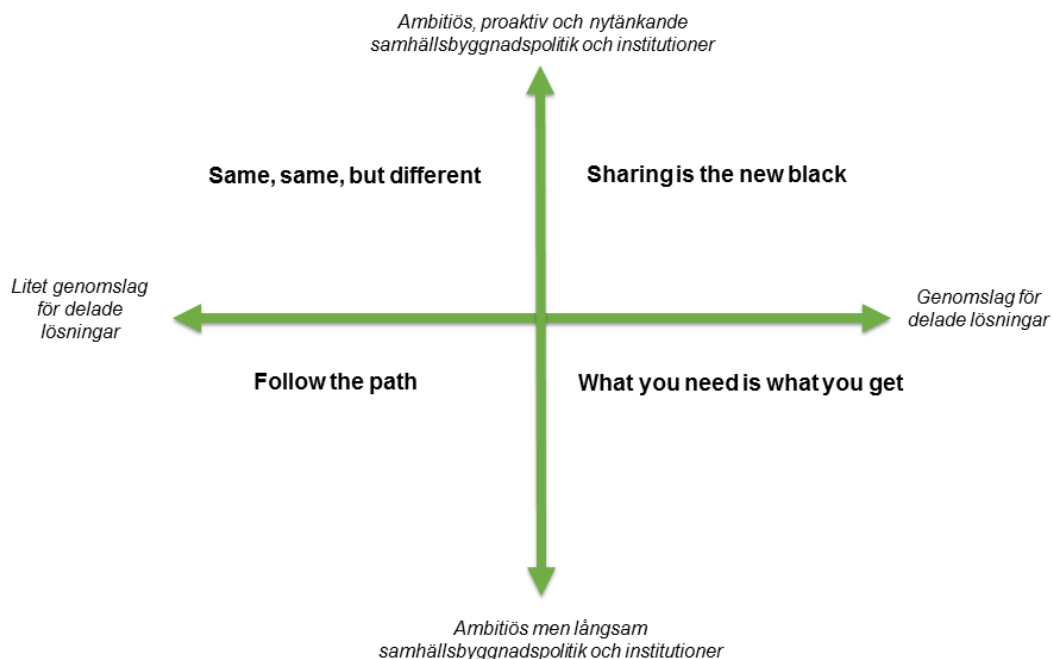 Ambitiös, proaktiv och nytänkande
samhällsbyggnadspolitik och institutioner
Same, same, but different
Sharing is the new black
Litet genomslag
för delade
lösningar
Genomslag för
delade lösningar
Follow the path
What you need is what you get
Ambitiös men långsam
samhällsbyggnadspolitik och institutioner